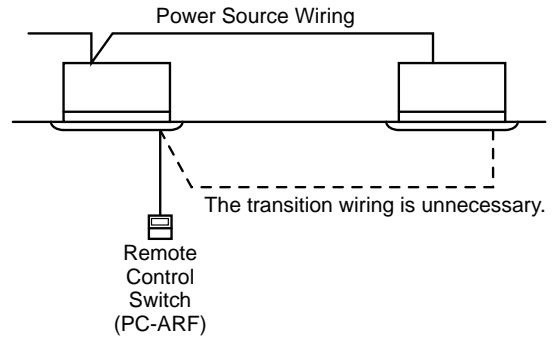 Power Source Wiring
The transition wiring is unnecessary.
Remote
Control
Switch
(PC-ARF)